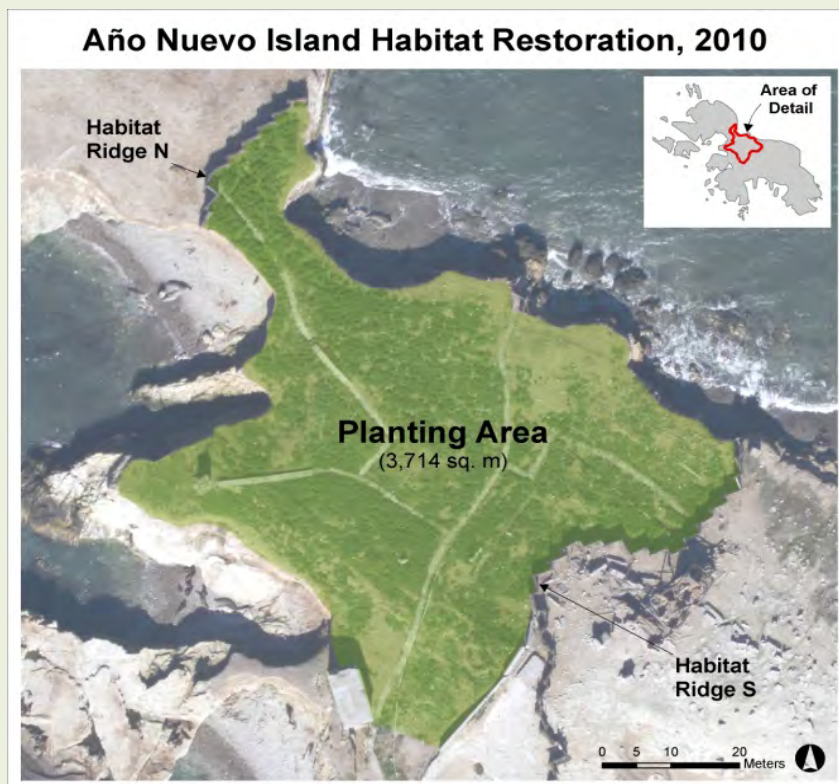 Año Nuevo Island Habitat Restoration, 2010
Area of
Detail
Habitat
Ridge N
Planting Area
(3,714 sq. m)
Habitat
Ridge S
0 5 10 20
Meters